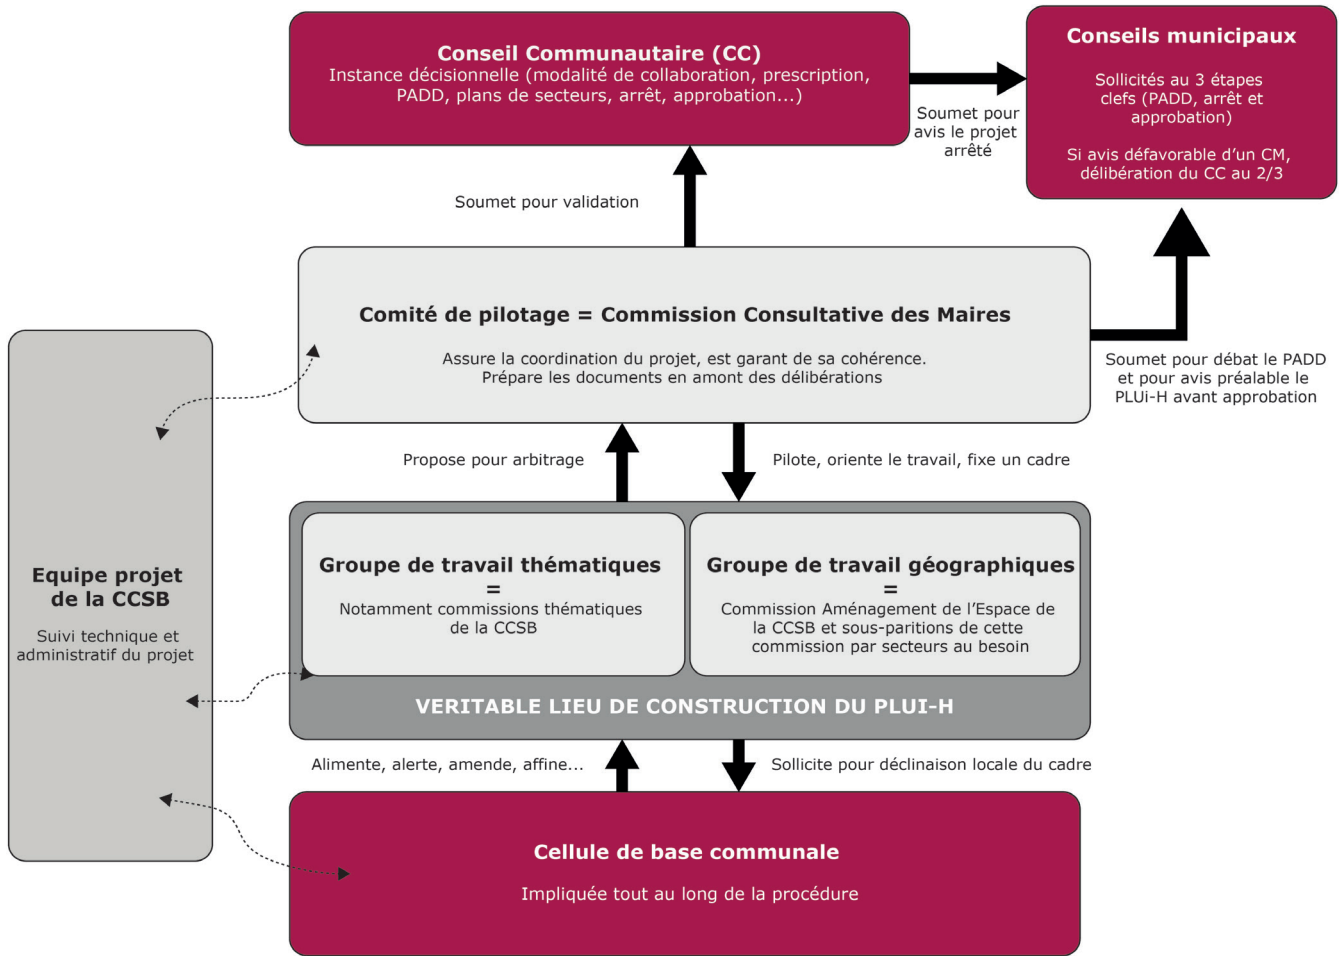 Conseil Communautaire (CC)
Instance décisionnelle (modalité de collaboration, prescription,
PADD, plans de secteurs, arrêt, approbation...)
Conseils municipaux
Sollicités au 3 étapes
clefs (PADD, arrêt et
approbation)
Si avis défavorable d’un CM,
délibération du CC au 2/3
Soumet pour
avis le projet
arrêté
Soumet pour validation
Comité de pilotage = Commission Consultative des Maires
Assure la coordination du projet, est garant de sa cohérence.
Prépare les documents en amont des délibérations
Soumet pour débat le PADD
et pour avis préalable le
PLUi-H avant approbation
Propose pour arbitrage
Pilote, oriente le travail, fixe un cadre
Equipe projet
de la CCSB
Suivi technique et
administratif du projet
Groupe de travail thématiques
=
Notamment commissions thématiques
de la CCSB
Groupe de travail géographiques
=
Commission Aménagement de l’Espace de
la CCSB et sous-paritions de cette
commission par secteurs au besoin
VERITABLE LIEU DE CONSTRUCTION DU PLUI-H
Alimente, alerte, amende, affine...
Sollicite pour déclinaison locale du cadre
Cellule de base communale
Impliquée tout au long de la procédure